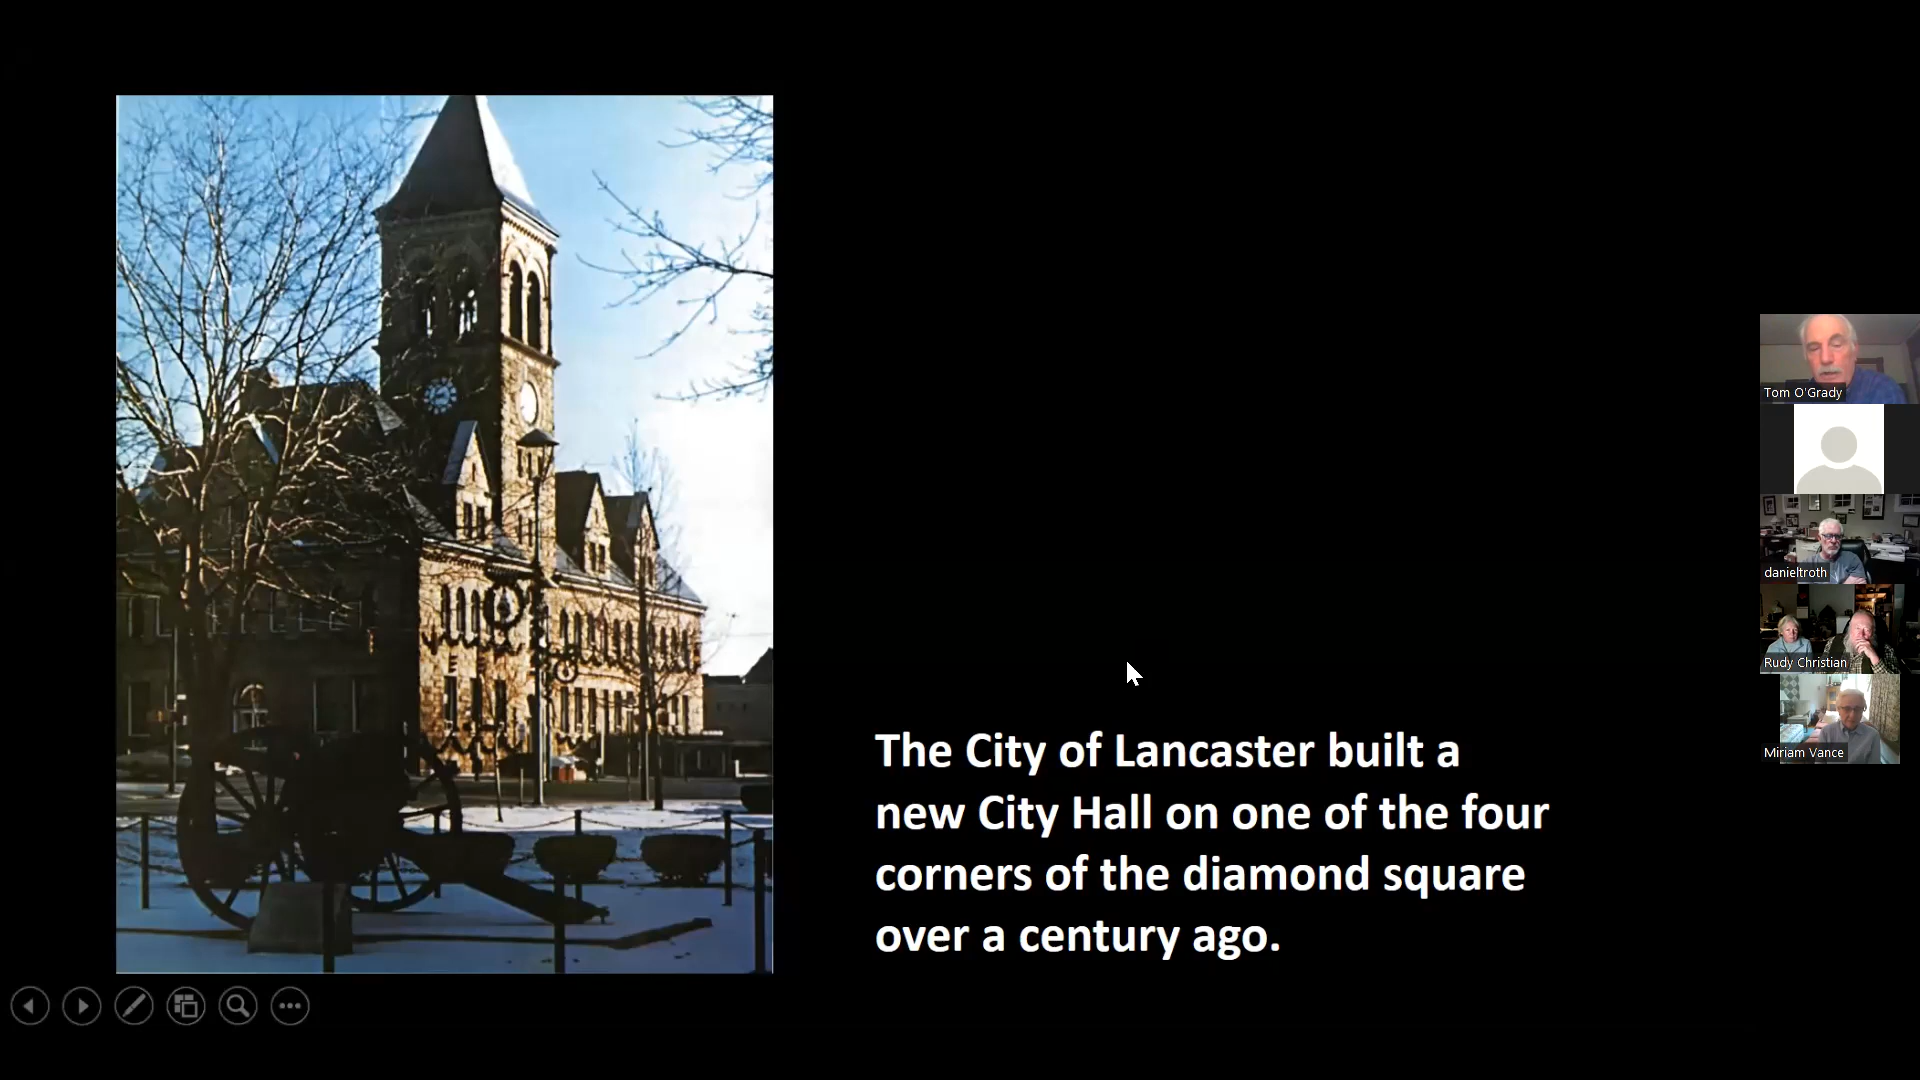 The City of Lancaster built a
new City Hall on one of the four
corners of the diamond square
over a century ago.
Tom O'Grady
danieltroth
Rudy Christian
Miriam Vance